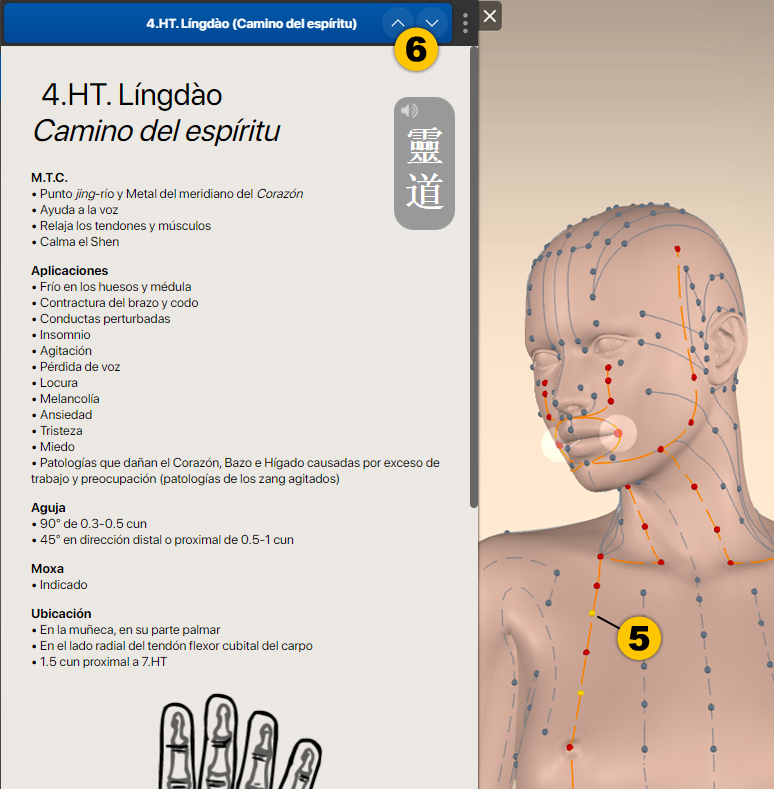 4.HT. Língdào (Camino del espíritu)
6
4.HT. Língdào
Camino del espíritu
靈
道
M.T.C.
• Punto jing-río y Metal del meridiano del Corazón
• Ayuda a la voz
• Relaja los tendones y músculos
• Calma el Shen
Aplicaciones
• Frío en los huesos y médula
• Contractura del brazo y codo
• Conductas perturbadas
• Insomnio
• Agitación
• Pérdida de voz
• Locura
• Melancolía
• Ansiedad
• Tristeza
• Miedo
• Patologías que dañan el Corazón, Bazo e Hígado causadas por exceso de
trabajo y preocupación (patologías de los zang agitados)
Aguja
• 90° de 0.3-0.5 cun
• 45° en dirección distal o proximal de 0.5-1 cun
Moxa
• Indicado
Ubicación
• En la muñeca, en su parte palmar
• En el lado radial del tendón flexor cubital del carpo
• 1.5 cun proximal a 7.HT
5